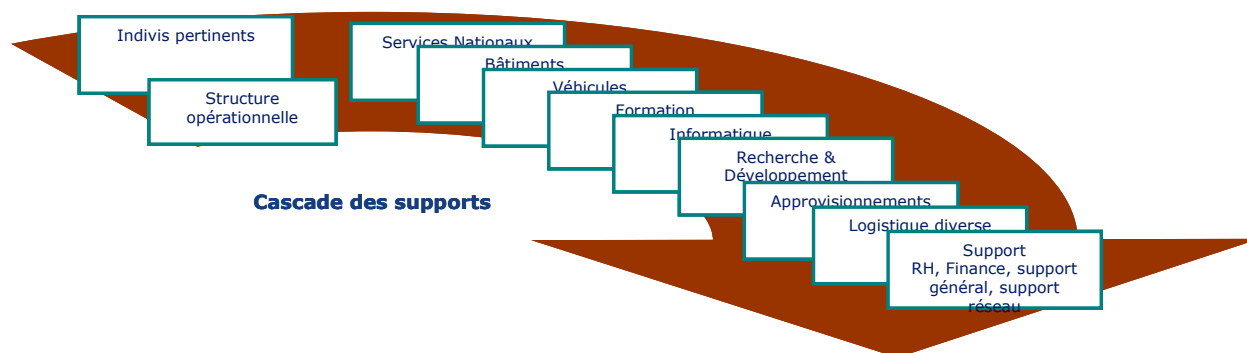 Indivis pertinents
Structure
opérationnelle
Services Nationaux
Bâtiments
Véhicules
Formation
Informatique
Recherche &
Développement
Approvisionnements
Logistique diverse
Support
RH, Finance, support
général, support
réseau
Cascade des supports